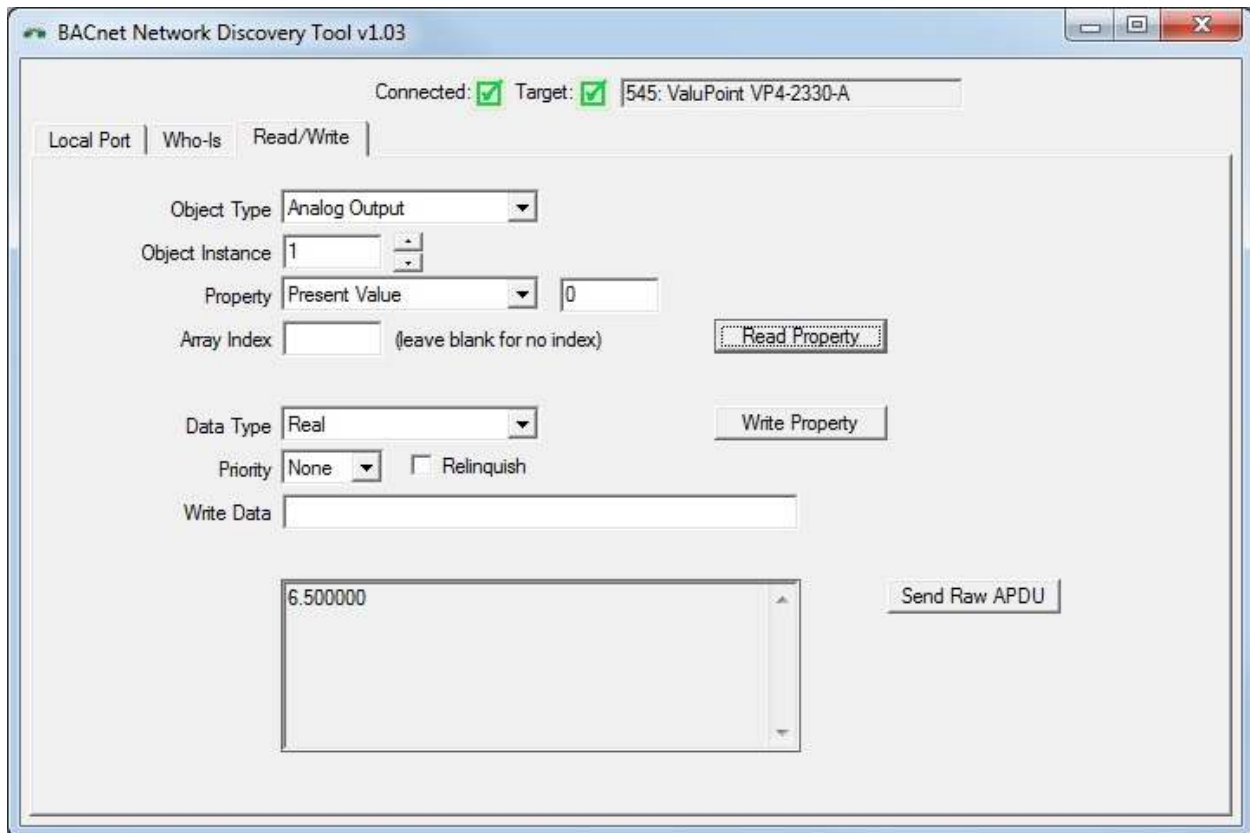 BACnet Network Discovery Tool v1.03
Connected: Target: 545: ValuPoint VP4-2330-A
Local Port Who-Is Read/Write
Object Type Analog Output
Object Instance 1
Property Present Value 0
Array Index (leave blank for no index) Read Property
Data Type Real Write Property
Priority None Relinquish
Write Data
6.500000 Send Raw APDU